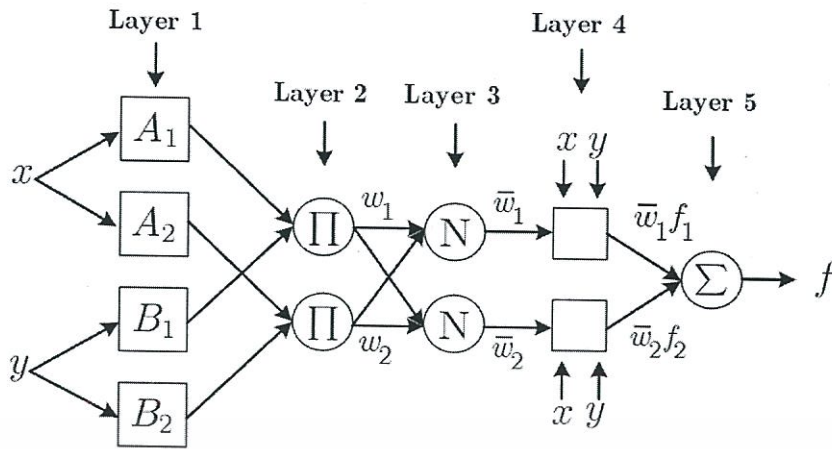 Layer 1
Layer 4
Layer 2
Layer 3
Layer 5
A₁
x
A₂
B₁
y
B₂
Π
w₁
N
w̅₁
x y
w̅₁f₁
Σ
f
Π
w₂
N
w̅₂
w̅₂f₂
x y